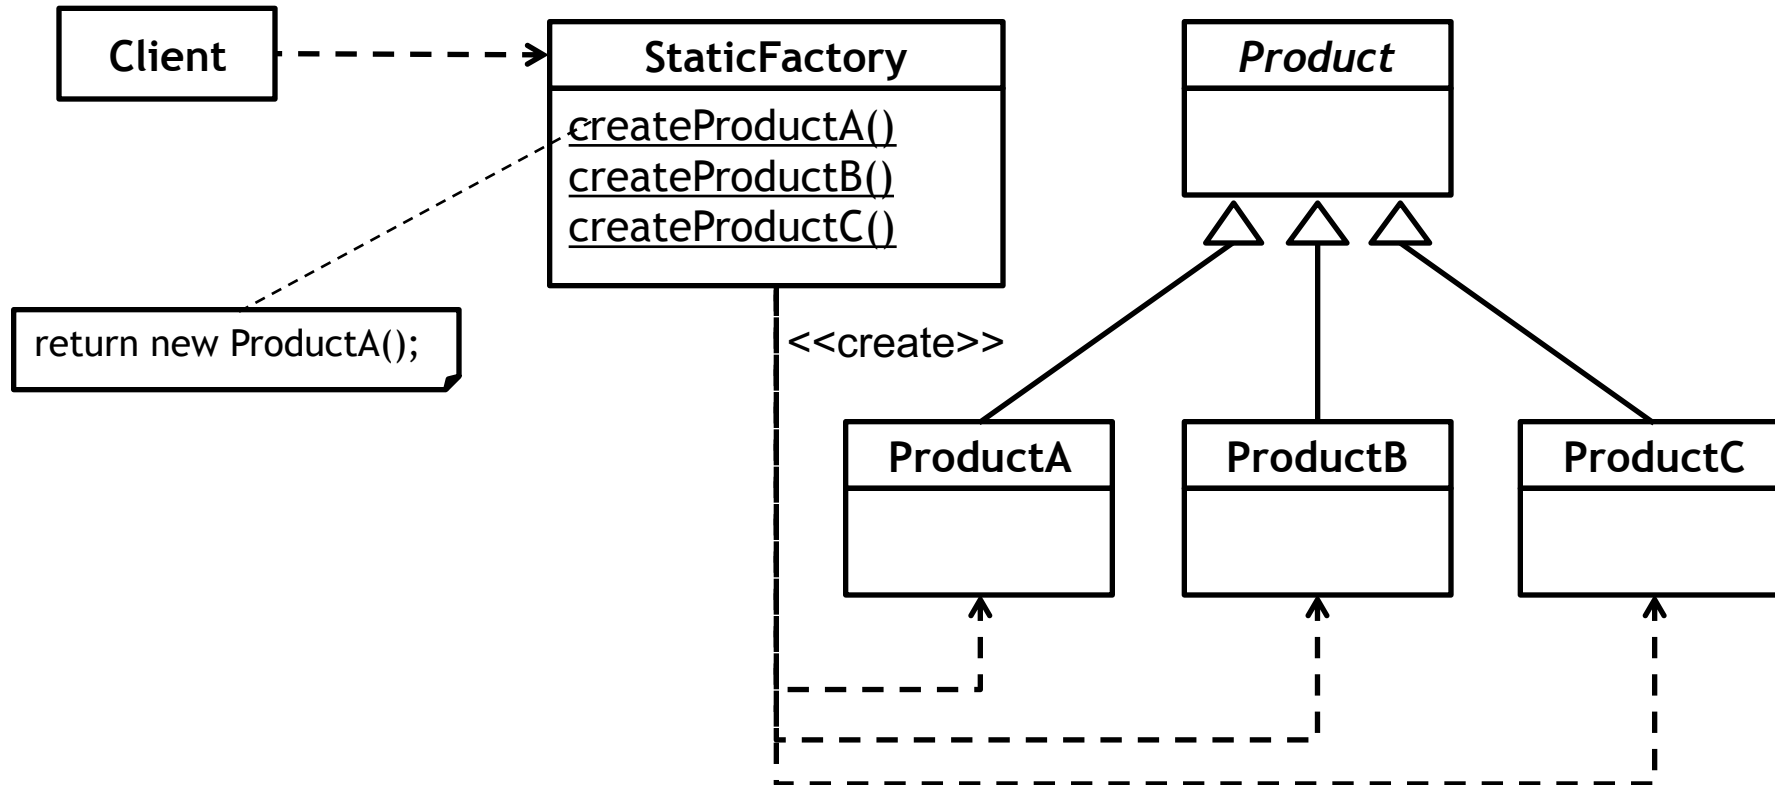 Client
StaticFactory
createProductA()
createProductB()
createProductC()
Product
return new ProductA();
<<create>>
ProductA
ProductB
ProductC